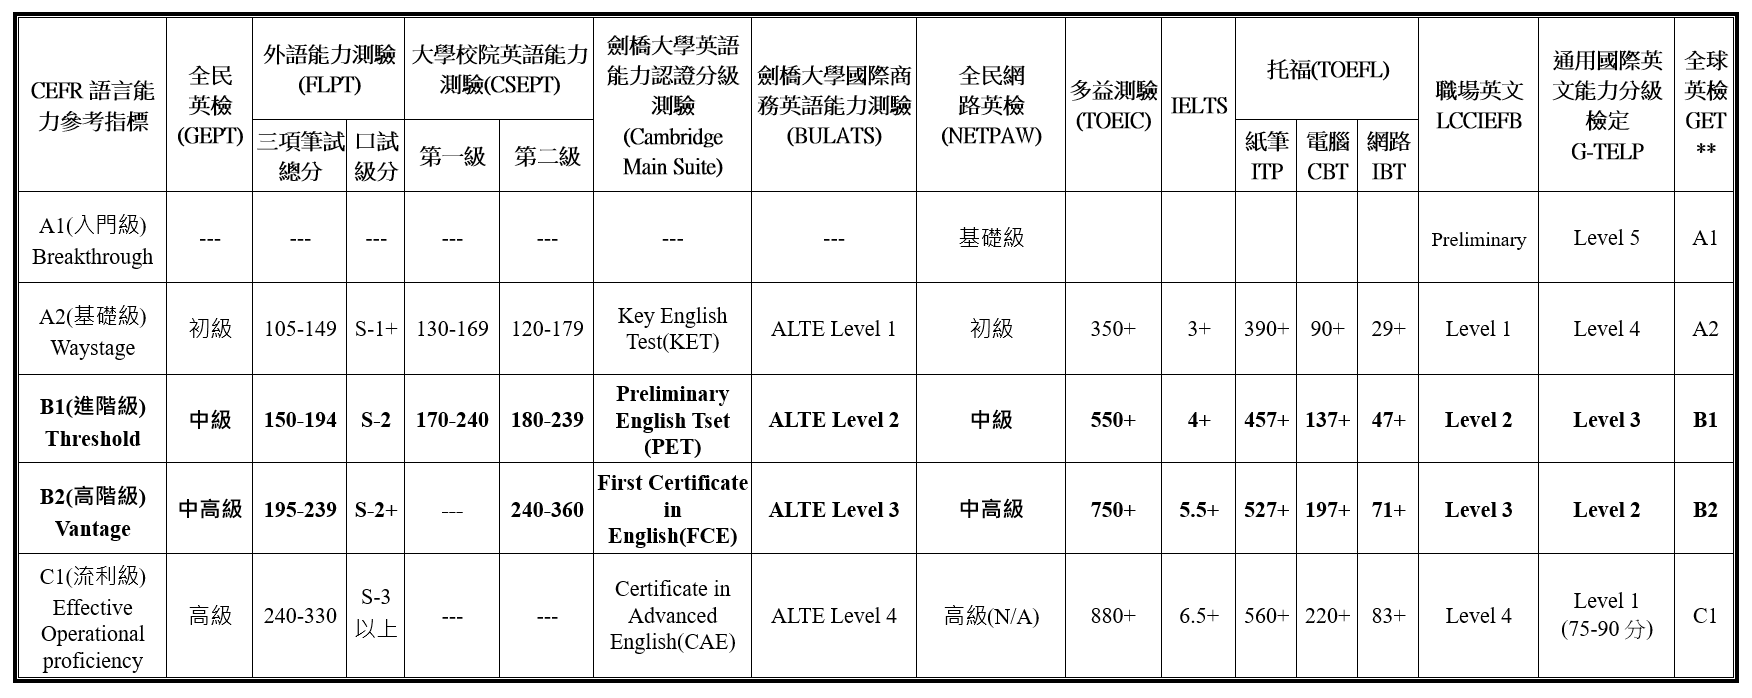 CEFR 語言能
力參考指標
全民
英檢
(GEPT)
外語能力測驗
(FLPT)
三項筆試
總分
口試
級分
大學校院英語能力
測驗(CSEPT)
第一級
第二級
劍橋大學英語
能力認證分級
測驗
(Cambridge
Main Suite)
劍橋大學國際商
務英語能力測驗
(BULATS)
全民網
路英檢
(NETPAW)
多益測驗
(TOEIC)
IELTS
托福(TOEFL)
紙筆
ITP
電腦
CBT
網路
IBT
職場英文
LCCIEFB
通用國際英
文能力分級
檢定
G-TELP
全球
英檢
GET
**
A1(入門級)
Breakthrough
---
---
---
---
---
---
---
基礎級
Preliminary
Level 5
A1
A2(基礎級)
Waystage
初級
105-149
S-1+
130-169
120-179
Key English
Test(KET)
ALTE Level 1
初級
350+
3+
390+
90+
29+
Level 1
Level 4
A2
B1(進階級)
Threshold
中級
150-194
S-2
170-240
180-239
Preliminary
English Tset
(PET)
ALTE Level 2
中級
550+
4+
457+
137+
47+
Level 2
Level 3
B1
B2(高階級)
Vantage
中高級
195-239
S-2+
---
240-360
First Certificate
in
English(FCE)
ALTE Level 3
中高級
750+
5.5+
527+
197+
71+
Level 3
Level 2
B2
C1(流利級)
Effective
Operational
proficiency
高級
240-330
S-3
以上
---
---
Certificate in
Advanced
English(CAE)
ALTE Level 4
高級(N/A)
880+
6.5+
560+
220+
83+
Level 4
Level 1
(75-90 分)
C1